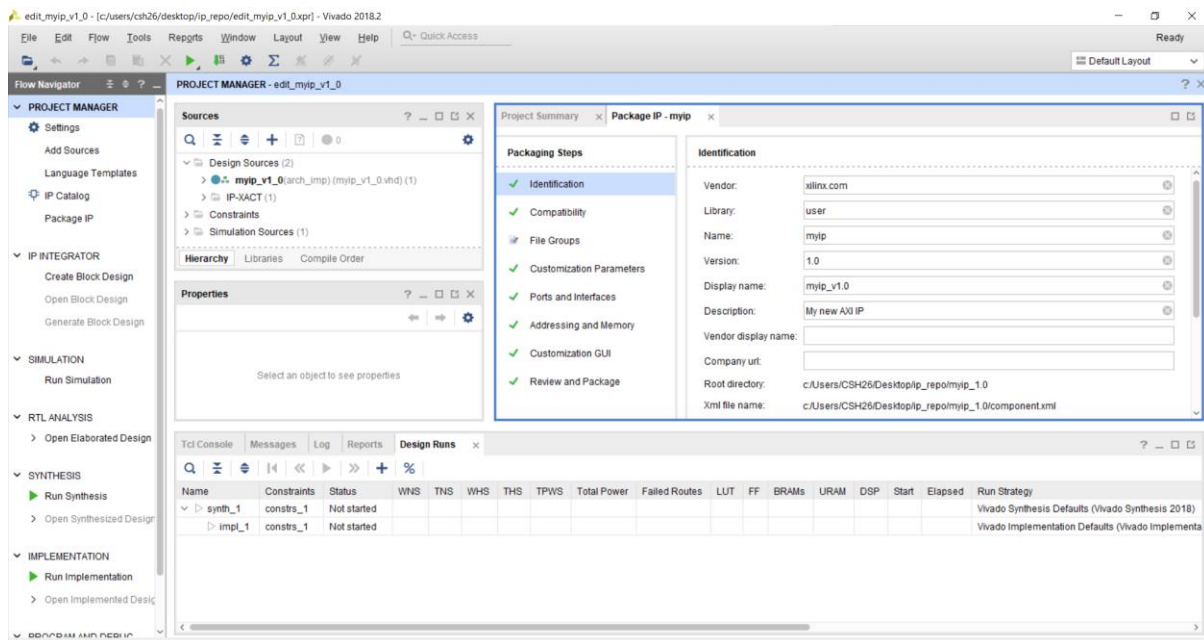 edit_myip_v1_0 - [c:/users/csh26/desktop/ip_repo/edit_myip_v1_0.xpr] - Vivado 2018.2
File Edit Flow Tools Reports Window Layout View Help Quick Access
Ready
Default Layout
Flow Navigator
PROJECT MANAGER
Settings
Add Sources
Language Templates
IP Catalog
Package IP
IP INTEGRATOR
Create Block Design
Open Block Design
Generate Block Design
SIMULATION
Run Simulation
RTL ANALYSIS
Open Elaborated Design
SYNTHESIS
Run Synthesis
Open Synthesized Design
IMPLEMENTATION
Run Implementation
Open Implemented Desig
PROGRAM AND DEBUG
PROJECT MANAGER - edit_myip_v1_0
Sources
0
Design Sources (2)
myip_v1_0(arch_imp) (myip_v1_0.vhd) (1)
IP-XACT (1)
Constraints
Simulation Sources (1)
Hierarchy Libraries Compile Order
Properties
Select an object to see properties
Project Summary Package IP - myip
Packaging Steps
Identification
Compatibility
File Groups
Customization Parameters
Ports and Interfaces
Addressing and Memory
Customization GUI
Review and Package
Identification
Vendor: xilinx.com
Library: user
Name: myip
Version: 1.0
Display name: myip_v1.0
Description: My new AXI IP
Vendor display name:
Company url:
Root directory: c:/Users/CSH26/Desktop/ip_repo/myip_1.0
Xml file name: c:/Users/CSH26/Desktop/ip_repo/myip_1.0/component.xml
Tcl Console Messages Log Reports Design Runs
Name Constraints Status WNS TNS WHS THS TPWS Total Power Failed Routes LUT FF BRAMs URAM DSP Start Elapsed Run Strategy
synth_1 constrs_1 Not started Vivado Synthesis Defaults (Vivado Synthesis 2018)
impl_1 constrs_1 Not started Vivado Implementation Defaults (Vivado Implementa